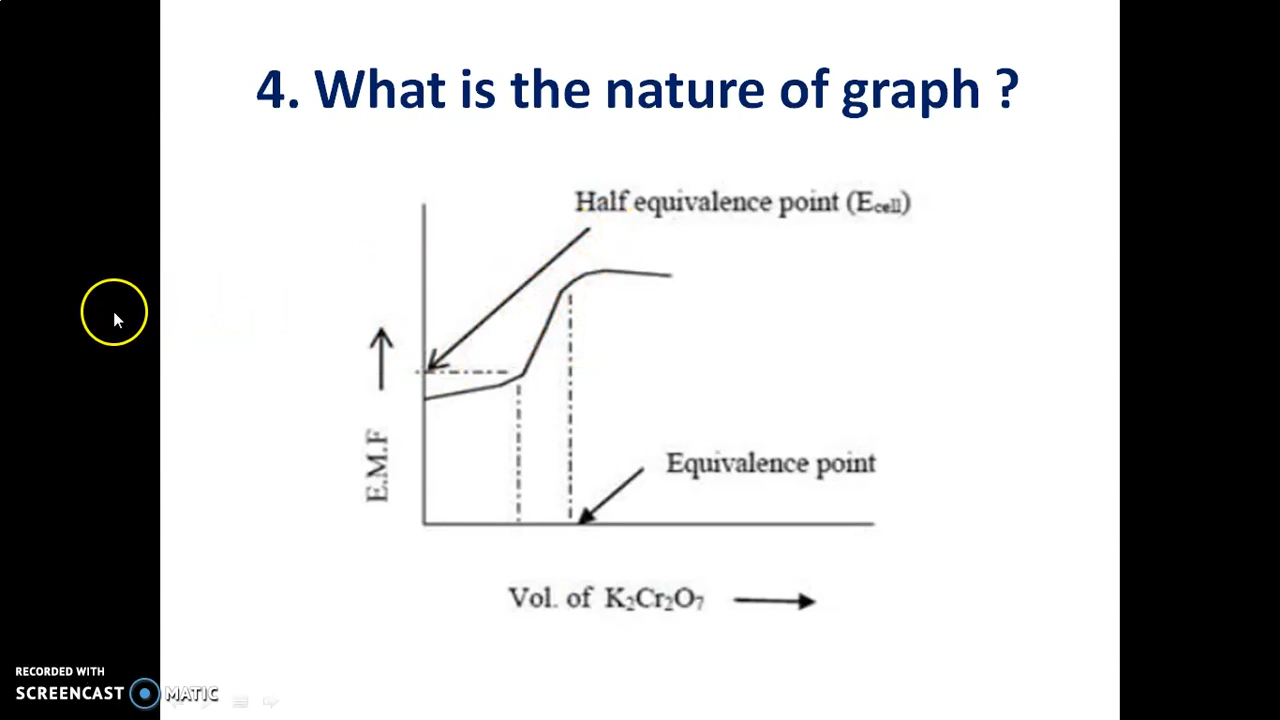 4. What is the nature of graph ?
Half equivalence point (Ecell)
E.M.F
Equivalence point
Vol. of K₂Cr₂O₇
RECORDED WITH
SCREENCAST MATIC